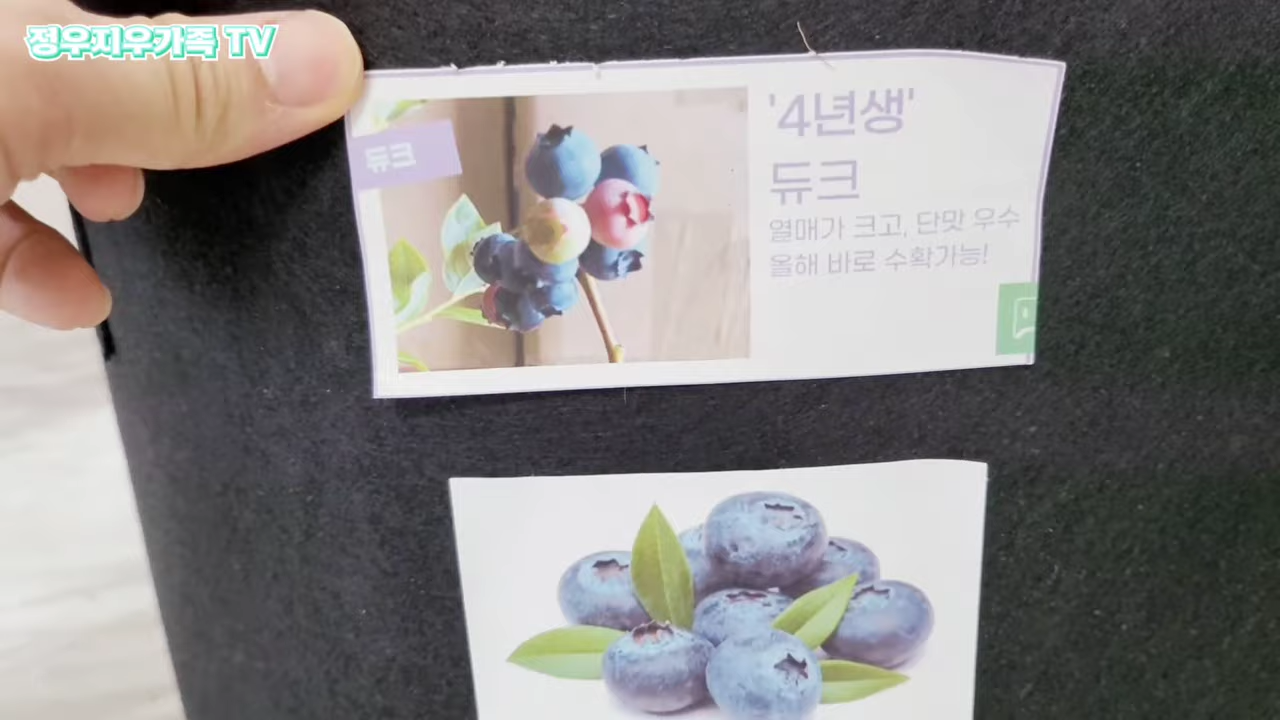 정우지우가족 TV
듀크
'4년생'
듀크
열매가 크고, 단맛 우수
올해 바로 수확가능!